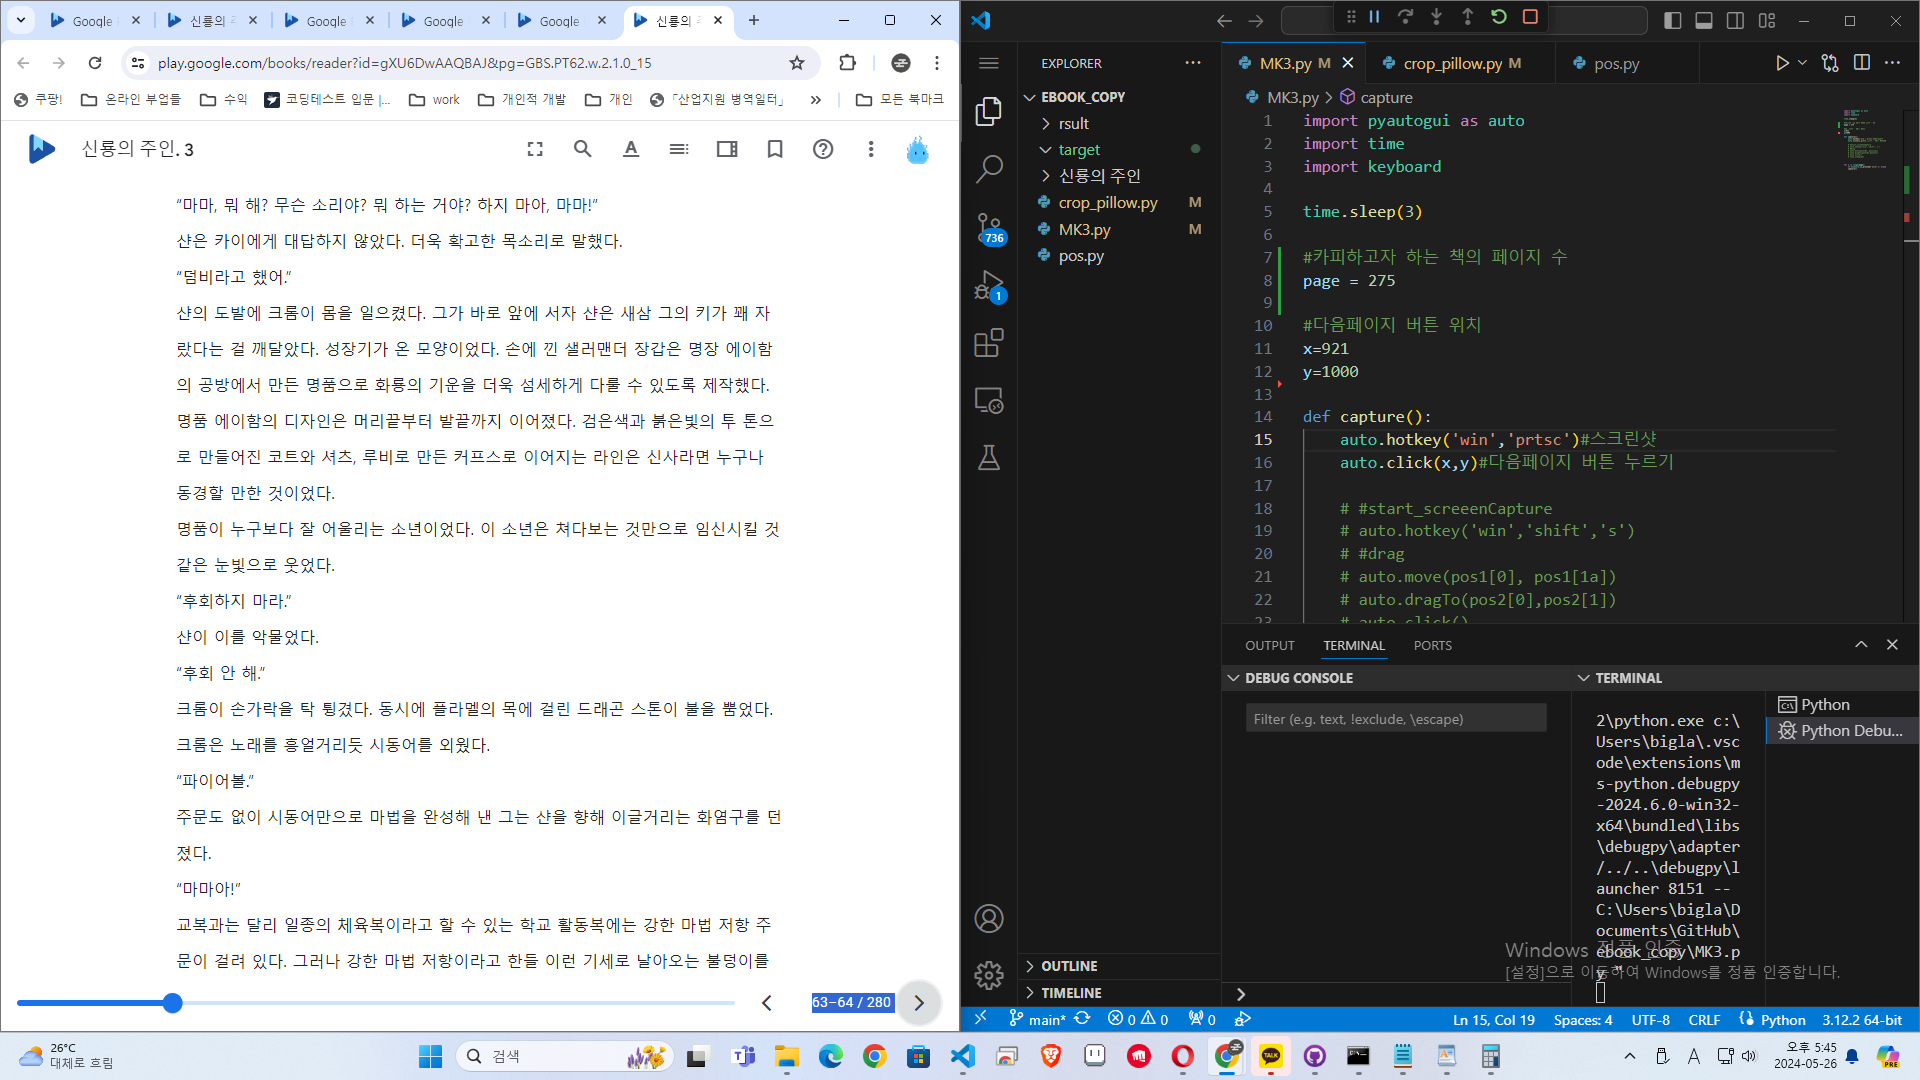 Google
신룡의 주
Google
Google
Google
신룡의 주
play.google.com/books/reader?id=gXU6DwAAQBAJ&pg=GBS.PT62.w.2.1.0_15
쿠팡!
온라인 부업들
수익
코딩테스트 입문 |...
work
개인적 개발
개인
「산업지원 병역일터」
모든 북마크
신룡의 주인. 3
“마마, 뭐 해? 무슨 소리야? 뭐 하는 거야? 하지 마아, 마마!”
샨은 카이에게 대답하지 않았다. 더욱 확고한 목소리로 말했다.
“덤비라고 했어.”
샨의 도발에 크롬이 몸을 일으켰다. 그가 바로 앞에 서자 샨은 새삼 그의 키가 꽤 자
랐다는 걸 깨달았다. 성장기가 온 모양이었다. 손에 낀 샐러맨더 장갑은 명장 에이함
의 공방에서 만든 명품으로 화룡의 기운을 더욱 섬세하게 다룰 수 있도록 제작했다.
명품 에이함의 디자인은 머리끝부터 발끝까지 이어졌다. 검은색과 붉은빛의 투 톤으
로 만들어진 코트와 셔츠, 루비로 만든 커프스로 이어지는 라인은 신사라면 누구나
동경할 만한 것이었다.
명품이 누구보다 잘 어울리는 소년이었다. 이 소년은 쳐다보는 것만으로 임신시킬 것
같은 눈빛으로 웃었다.
“후회하지 마라.”
샨이 이를 악물었다.
“후회 안 해.”
크롬이 손가락을 탁 튕겼다. 동시에 플라멜의 목에 걸린 드래곤 스톤이 불을 뿜었다.
크롬은 노래를 흥얼거리듯 시동어를 외웠다.
“파이어볼.”
주문도 없이 시동어만으로 마법을 완성해 낸 그는 샨을 향해 이글거리는 화염구를 던
졌다.
“마마아!”
교복과는 달리 일종의 체육복이라고 할 수 있는 학교 활동복에는 강한 마법 저항 주
문이 걸려 있다. 그러나 강한 마법 저항이라고 한들 이런 기세로 날아오는 불덩이를
63–64 / 280
EXPLORER
EBOOK_COPY
rsult
target
신룡의 주인
crop_pillow.py M
MK3.py M
pos.py
736
1
MK3.py M
crop_pillow.py M
pos.py
MK3.py > capture
1 import pyautogui as auto
2 import time
3 import keyboard
4
5 time.sleep(3)
6
7 #카피하고자 하는 책의 페이지 수
8 page = 275
9
10 #다음페이지 버튼 위치
11 x=921
12 y=1000
13
14 def capture():
15 auto.hotkey('win','prtsc')#스크린샷
16 auto.click(x,y)#다음페이지 버튼 누르기
17
18 # #start_screeenCapture
19 # auto.hotkey('win','shift','s')
20 # #drag
21 # auto.move(pos1[0], pos1[1a])
22 # auto.dragTo(pos2[0],pos2[1])
23 # auto.click()
OUTPUT
TERMINAL
PORTS
DEBUG CONSOLE
Filter (e.g. text, !exclude, \escape)
TERMINAL
2\python.exe c:\
Users\bigla\.vsc
ode\extensions\m
s-python.debugpy
-2024.6.0-win32-
x64\bundled\libs
\debugpy\adapter
/../..\debugpy\l
auncher 8151 --
C:\Users\bigla\D
ocuments\GitHub\
ebook_copy\MK3.p
y "
Python
Python Debu...
Windows 정품 인증
[설정]으로 이동하여 Windows를 정품 인증합니다.
OUTLINE
TIMELINE
main*
0 0
0
Ln 15, Col 19
Spaces: 4
UTF-8
CRLF
Python
3.12.2 64-bit
26°C
대체로 흐림
검색
TALK
A
오후 5:45
2024-05-26
PRE